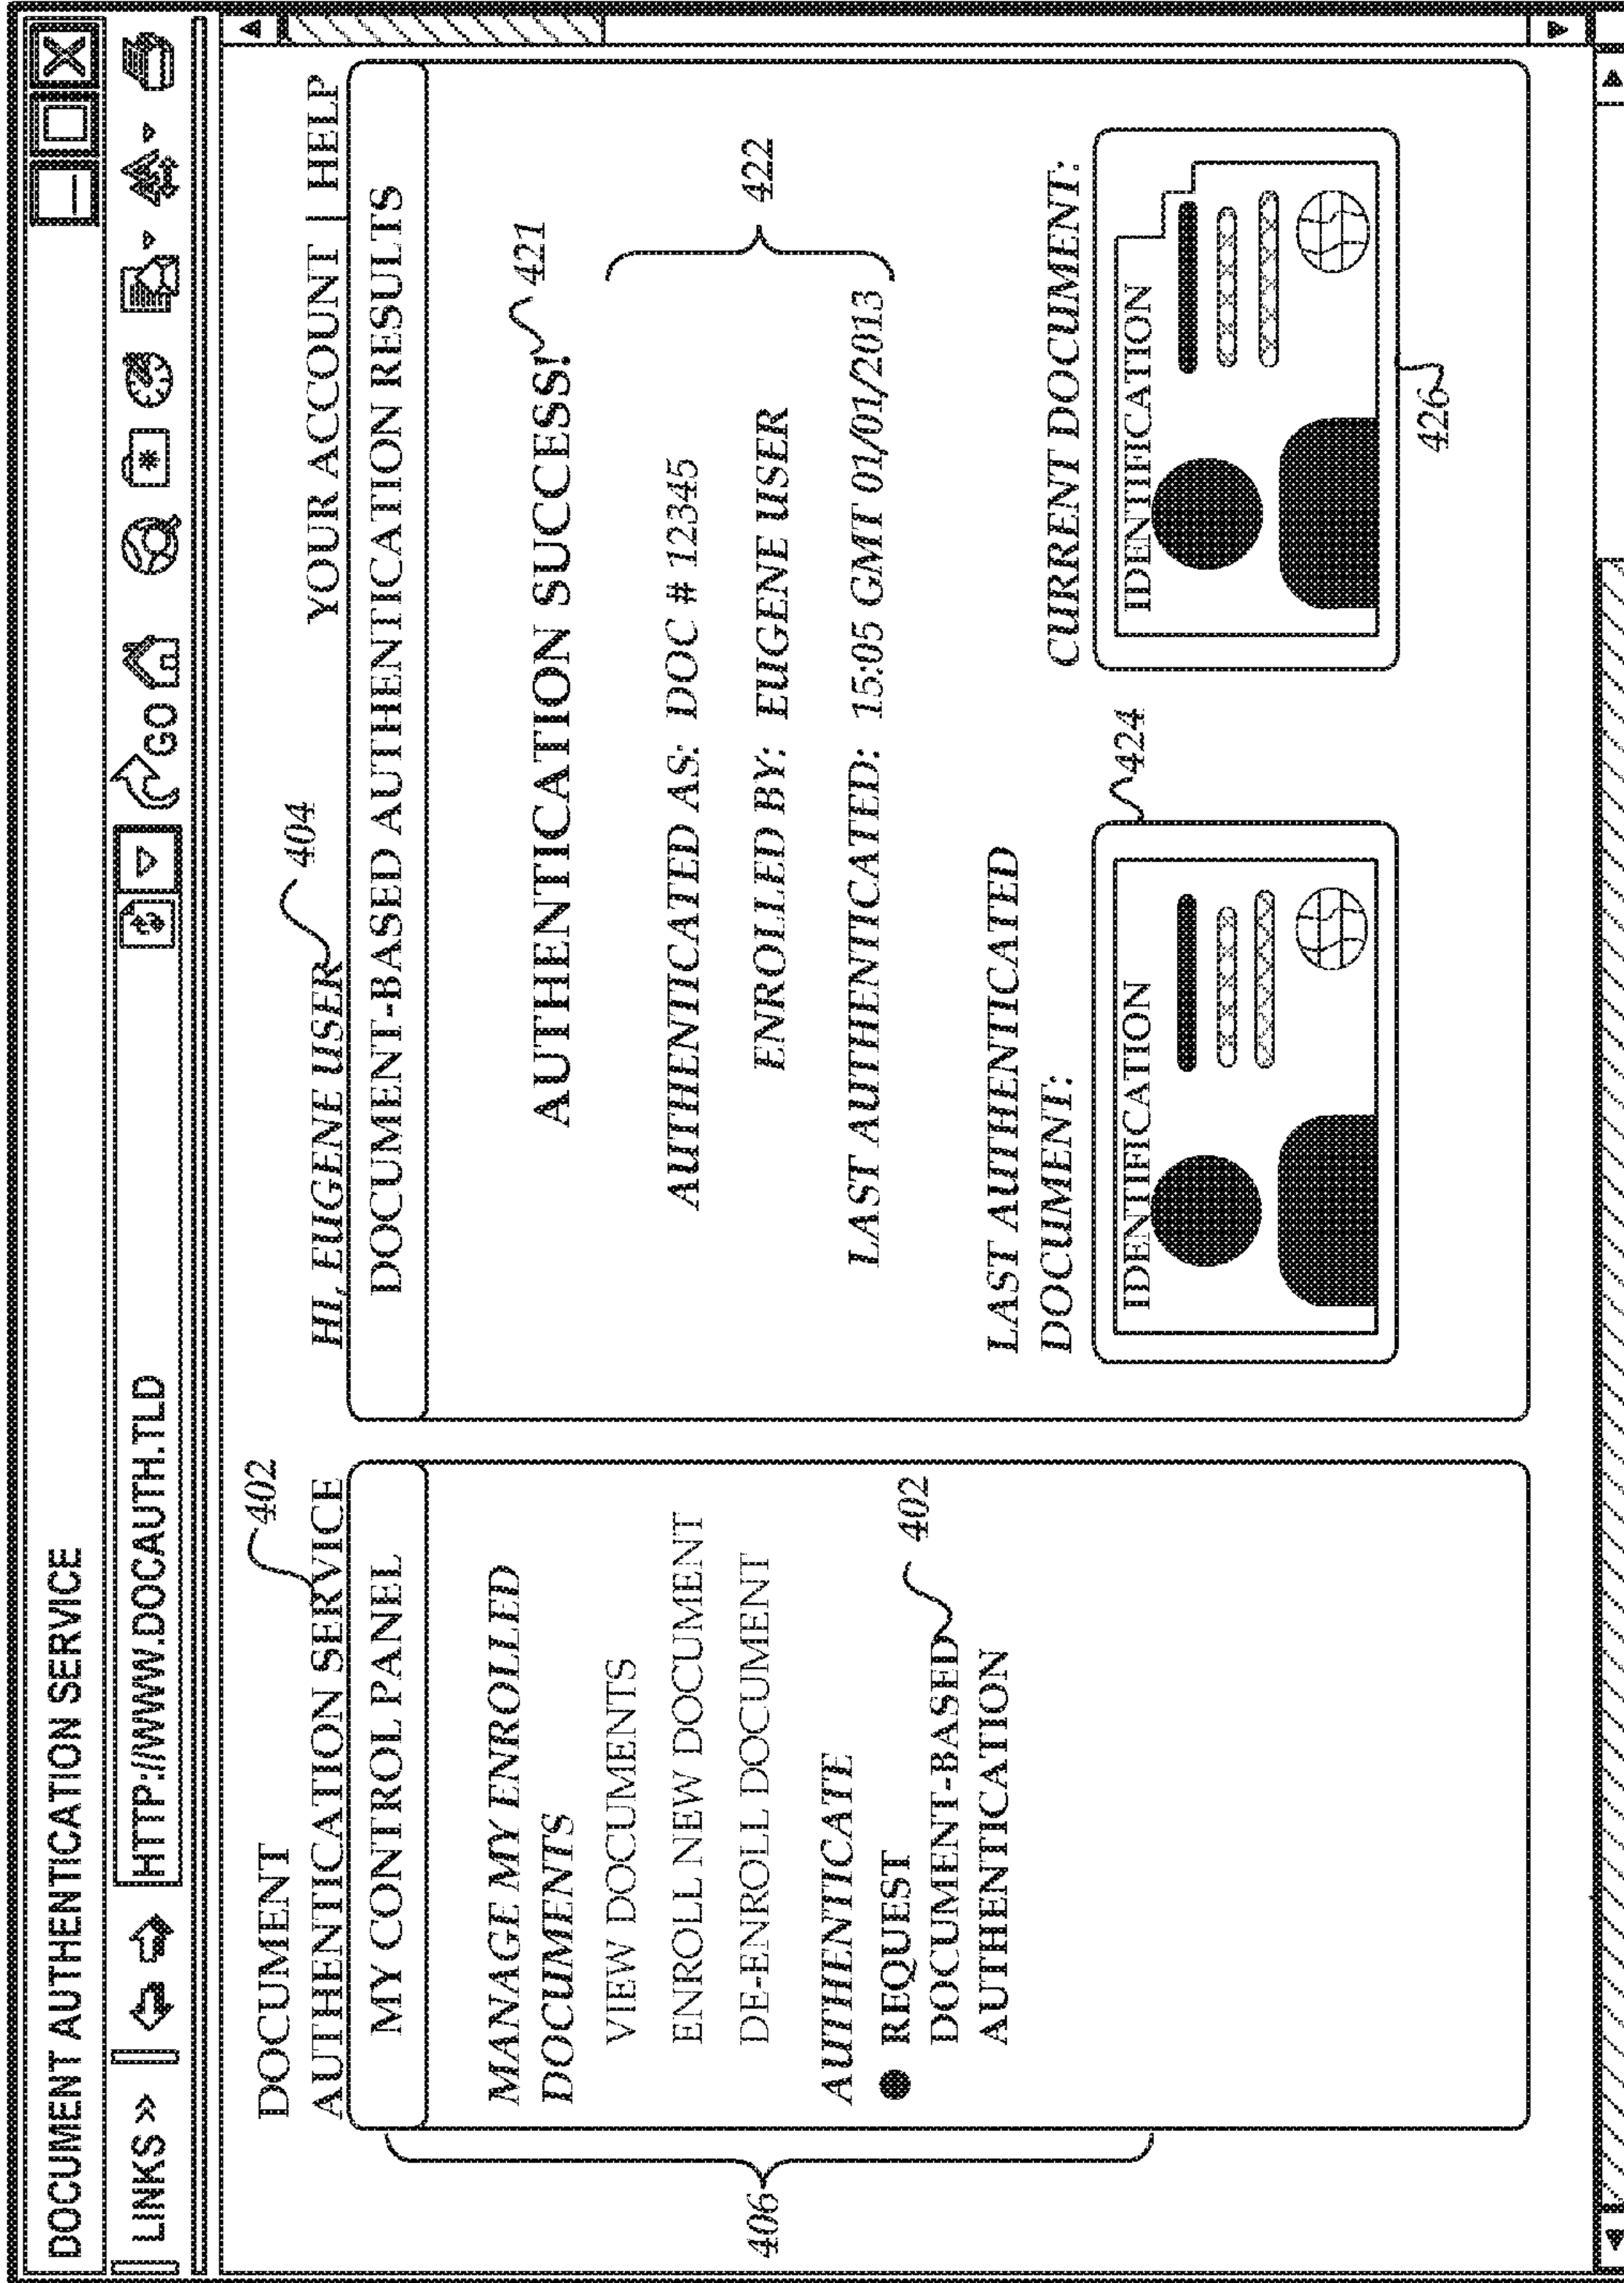 DOCUMENT AUTHENTICATION SERVICE
LINKS »
HTTP://WWW.DOCAUTH.TLD
GO
DOCUMENT
AUTHENTICATION SERVICE
402
HI, EUGENE USER
404
YOUR ACCOUNT | HELP
MY CONTROL PANEL
MANAGE MY ENROLLED
DOCUMENTS
VIEW DOCUMENTS
ENROLL NEW DOCUMENT
DE-ENROLL DOCUMENT
AUTHENTICATE
● REQUEST
DOCUMENT-BASED
AUTHENTICATION
402
406
DOCUMENT-BASED AUTHENTICATION RESULTS
AUTHENTICATION SUCCESS!
421
AUTHENTICATED AS: DOC # 12345
ENROLLED BY: EUGENE USER
LAST AUTHENTICATED: 15:05 GMT 01/01/2013
422
LAST AUTHENTICATED
DOCUMENT:
IDENTIFICATION
424
CURRENT DOCUMENT:
IDENTIFICATION
426